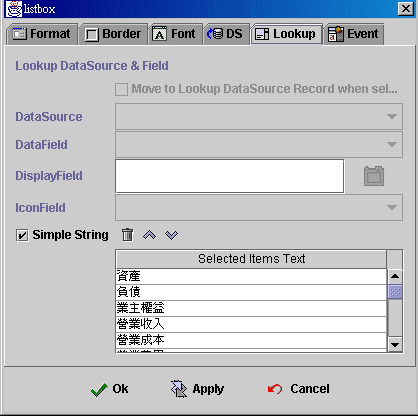 listbox
Format Border Font DS Lookup Event
Lookup DataSource & Field
Move to Lookup DataSource Record when sel...
DataSource
DataField
DisplayField
IconField
Simple String
Selected Items Text
資產
負債
業主權益
營業收入
營業成本
Ok Apply Cancel